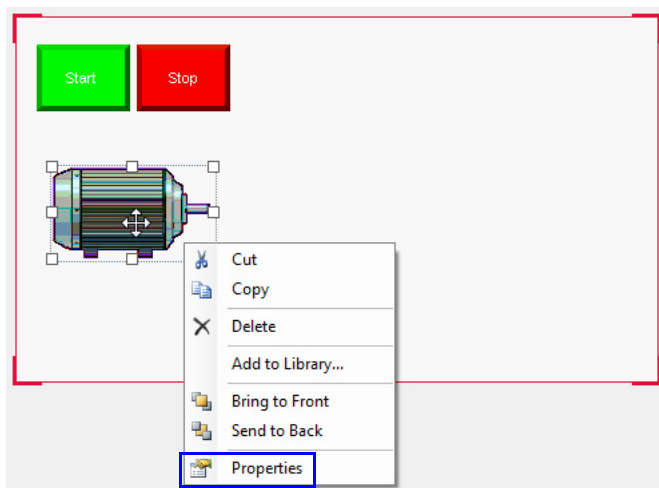 Start Stop
Cut
Copy
Delete
Add to Library...
Bring to Front
Send to Back
Properties